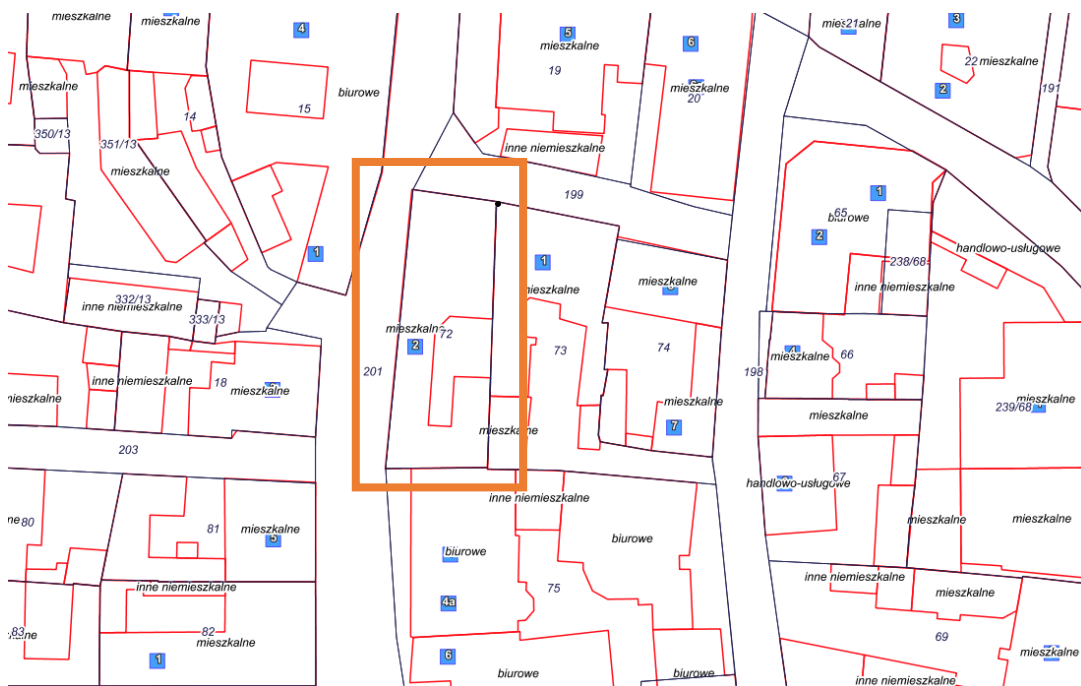 mieszkalne
4
5
mieszkalne
19
6
mieszkalne
20
mieszkalne
21
3
22
mieszkalne
2
191
mieszkalne
biurowe
15
14
350/13
351/13
mieszkalne
inne niemieszkalne
199
1
65
biurowe
2
238/68
handlowo-usługowe
inne niemieszkalne
1
1
mieszkalne
mieszkalne
332/13
inne niemieszkalne
333/13
mieszkalne
72
2
73
74
198
mieszkalne
66
201
inne niemieszkalne
18
mieszkalne
mieszkalne
mieszkalne
7
mieszkalne
mieszkalne
239/68
203
handlowo-usługowe
67
inne niemieszkalne
80
81
mieszkalne
5
biurowe
biurowe
mieszkalne
mieszkalne
inne niemieszkalne
75
4a
inne niemieszkalne
mieszkalne
83
82
mieszkalne
69
1
6
biurowe
biurowe
mieszkalne
inne niemieszkalne